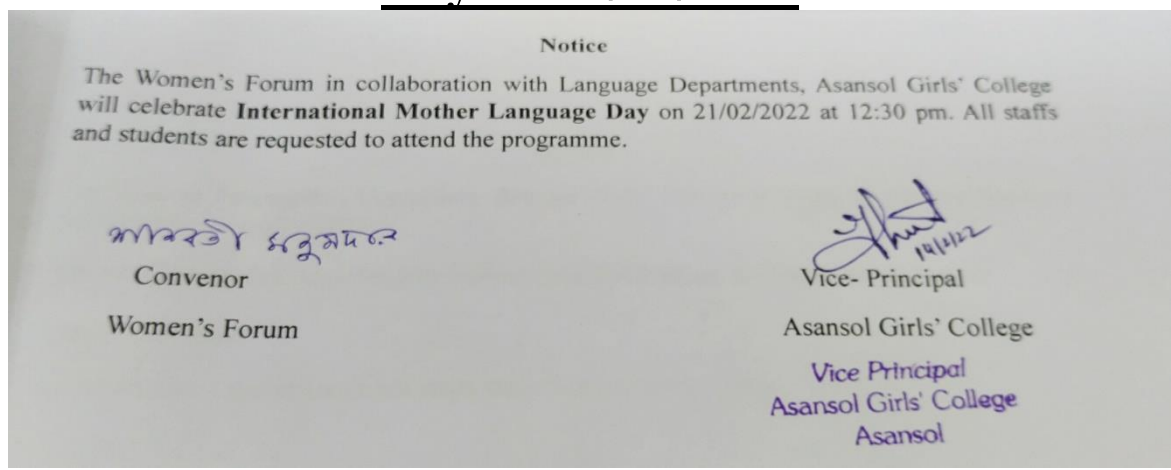 Notice
The Women's Forum in collaboration with Language Departments, Asansol Girls' College
will celebrate International Mother Language Day on 21/02/2022 at 12:30 pm. All staffs
and students are requested to attend the programme.
মজুমদার
Convenor
Vice- Principal
Women's Forum
Asansol Girls' College
Vice Principal
Asansol Girls' College
Asansol